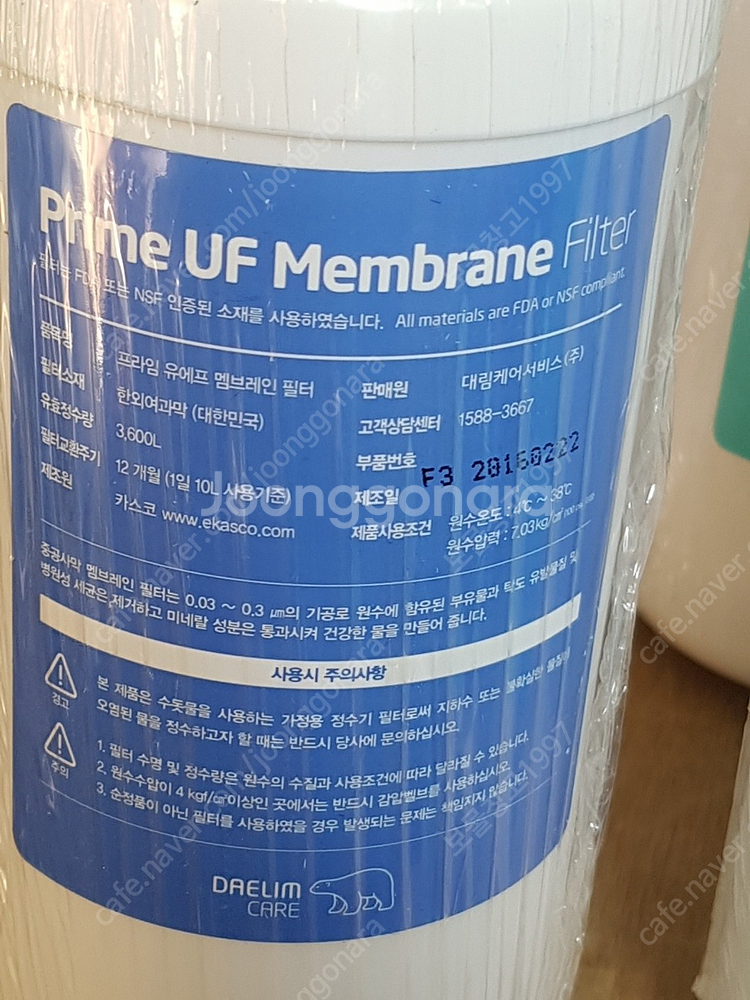 Prime UF Membrane Filter
필터는 FDA 또는 NSF 인증된 소재를 사용하였습니다. All materials are FDA or NSF compliant.
품목명 프라임 유에프 멤브레인 필터
필터소재 한외여과막 (대한민국)
유효정수량 3,600L
필터교환주기 12 개월 (1일 10L 사용기준)
제조원 카스코 www.ekasco.com
판매원 대림케어서비스 (주)
고객상담센터 1588-3667
부품번호
F3 20160222
제조일
제품사용조건 원수온도 : 4℃ ~ 38℃
원수압력 : 7.03kg/㎠
중공사막 멤브레인 필터는 0.03 ~ 0.3 ㎛의 기공로 원수에 함유된 부유물과 탁도 유발물질 및
병원성 세균은 제거하고 미네랄 성분은 통과시켜 건강한 물을 만들어 줍니다.
사용시 주의사항
경고
본 제품은 수돗물을 사용하는 가정용 정수기 필터로써 지하수 또는 불확실한 물질에
오염된 물을 정수하고자 할 때는 반드시 당사에 문의하십시오.
주의
1. 필터 수명 및 정수량은 원수의 수질과 사용조건에 따라 달라질 수 있습니다.
2. 원수수압이 4 kgf/㎠이상인 곳에서는 반드시 감압벨브를 사용하십시오.
3. 순정품이 아닌 필터를 사용하였을 경우 발생되는 문제는 책임지지 않습니다.
DAELIM
CARE
Joonggonara
cafe.naver.com/joonggonara